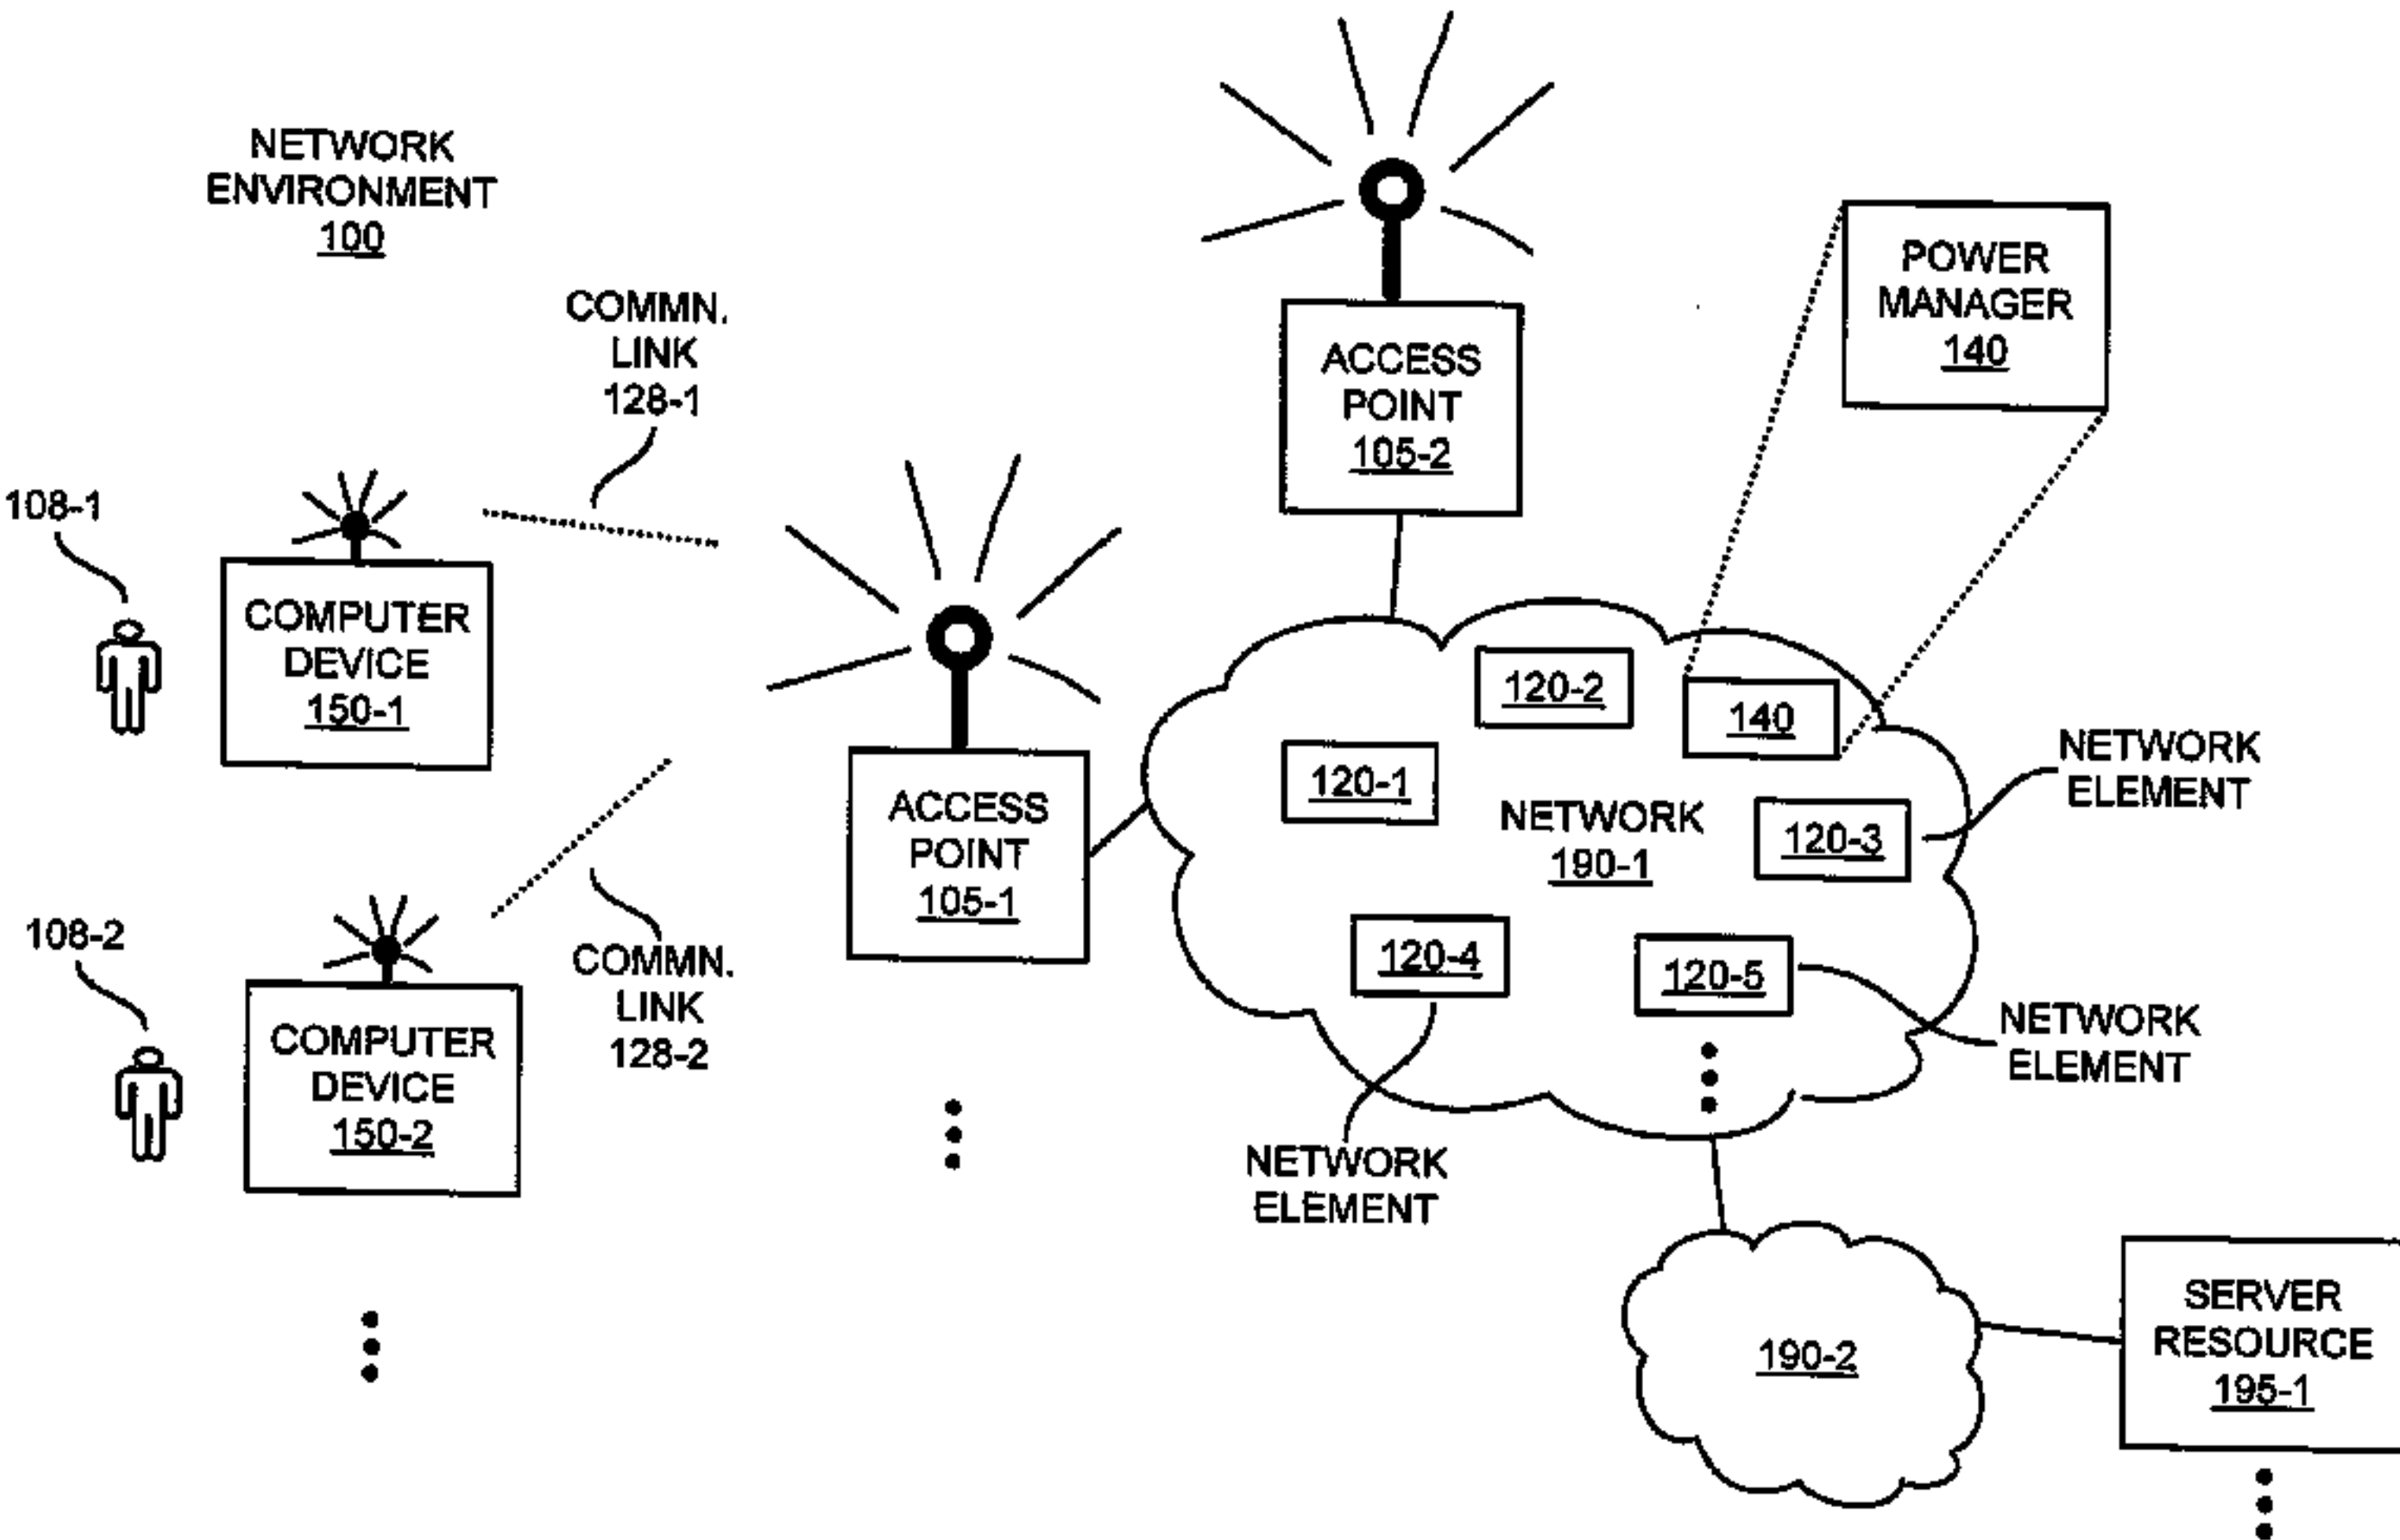 NETWORK
ENVIRONMENT
100
COMMN.
LINK
128-1
108-1
COMPUTER
DEVICE
150-1
108-2
COMPUTER
DEVICE
150-2
COMMN.
LINK
128-2
ACCESS
POINT
105-1
ACCESS
POINT
105-2
POWER
MANAGER
140
120-2
140
120-1
NETWORK
190-1
120-3
NETWORK
ELEMENT
120-4
120-5
NETWORK
ELEMENT
NETWORK
ELEMENT
190-2
SERVER
RESOURCE
195-1